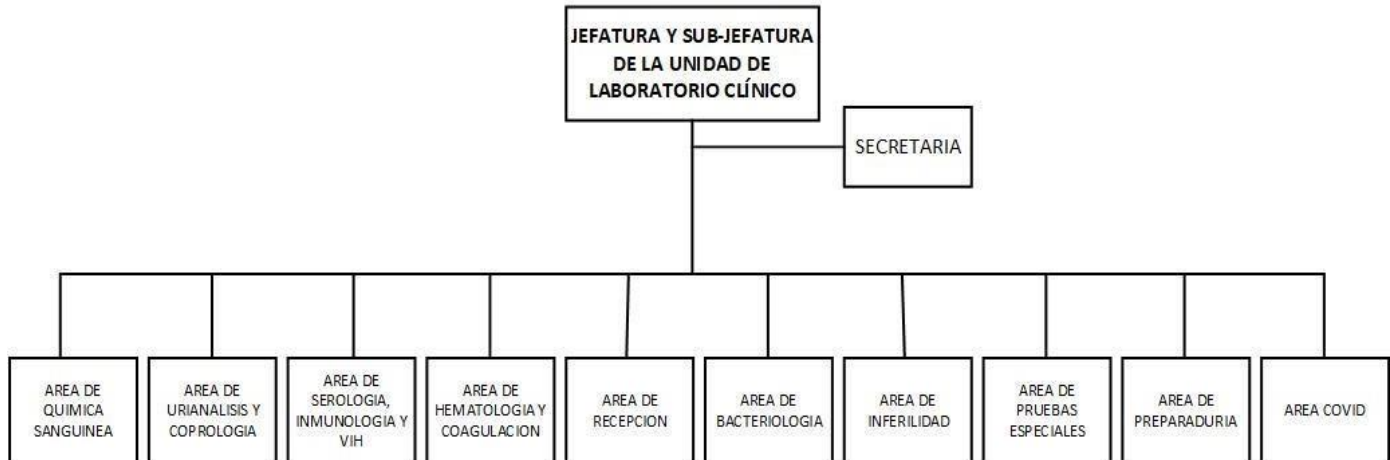 JEFATURA Y SUB-JEFATURA
DE LA UNIDAD DE
LABORATORIO CLÍNICO
SECRETARIA
AREA DE
QUIMICA
SANGUINEA
AREA DE
URIANALISIS Y
COPROLOGIA
AREA DE
SEROLOGIA,
INMUNOLOGIA Y
VIH
AREA DE
HEMATOLOGIA Y
COAGULACION
AREA DE
RECEPCION
AREA DE
BACTERIOLOGIA
AREA DE
INFERILIDAD
AREA DE
PRUEBAS
ESPECIALES
AREA DE
PREPARADURIA
AREA COVID